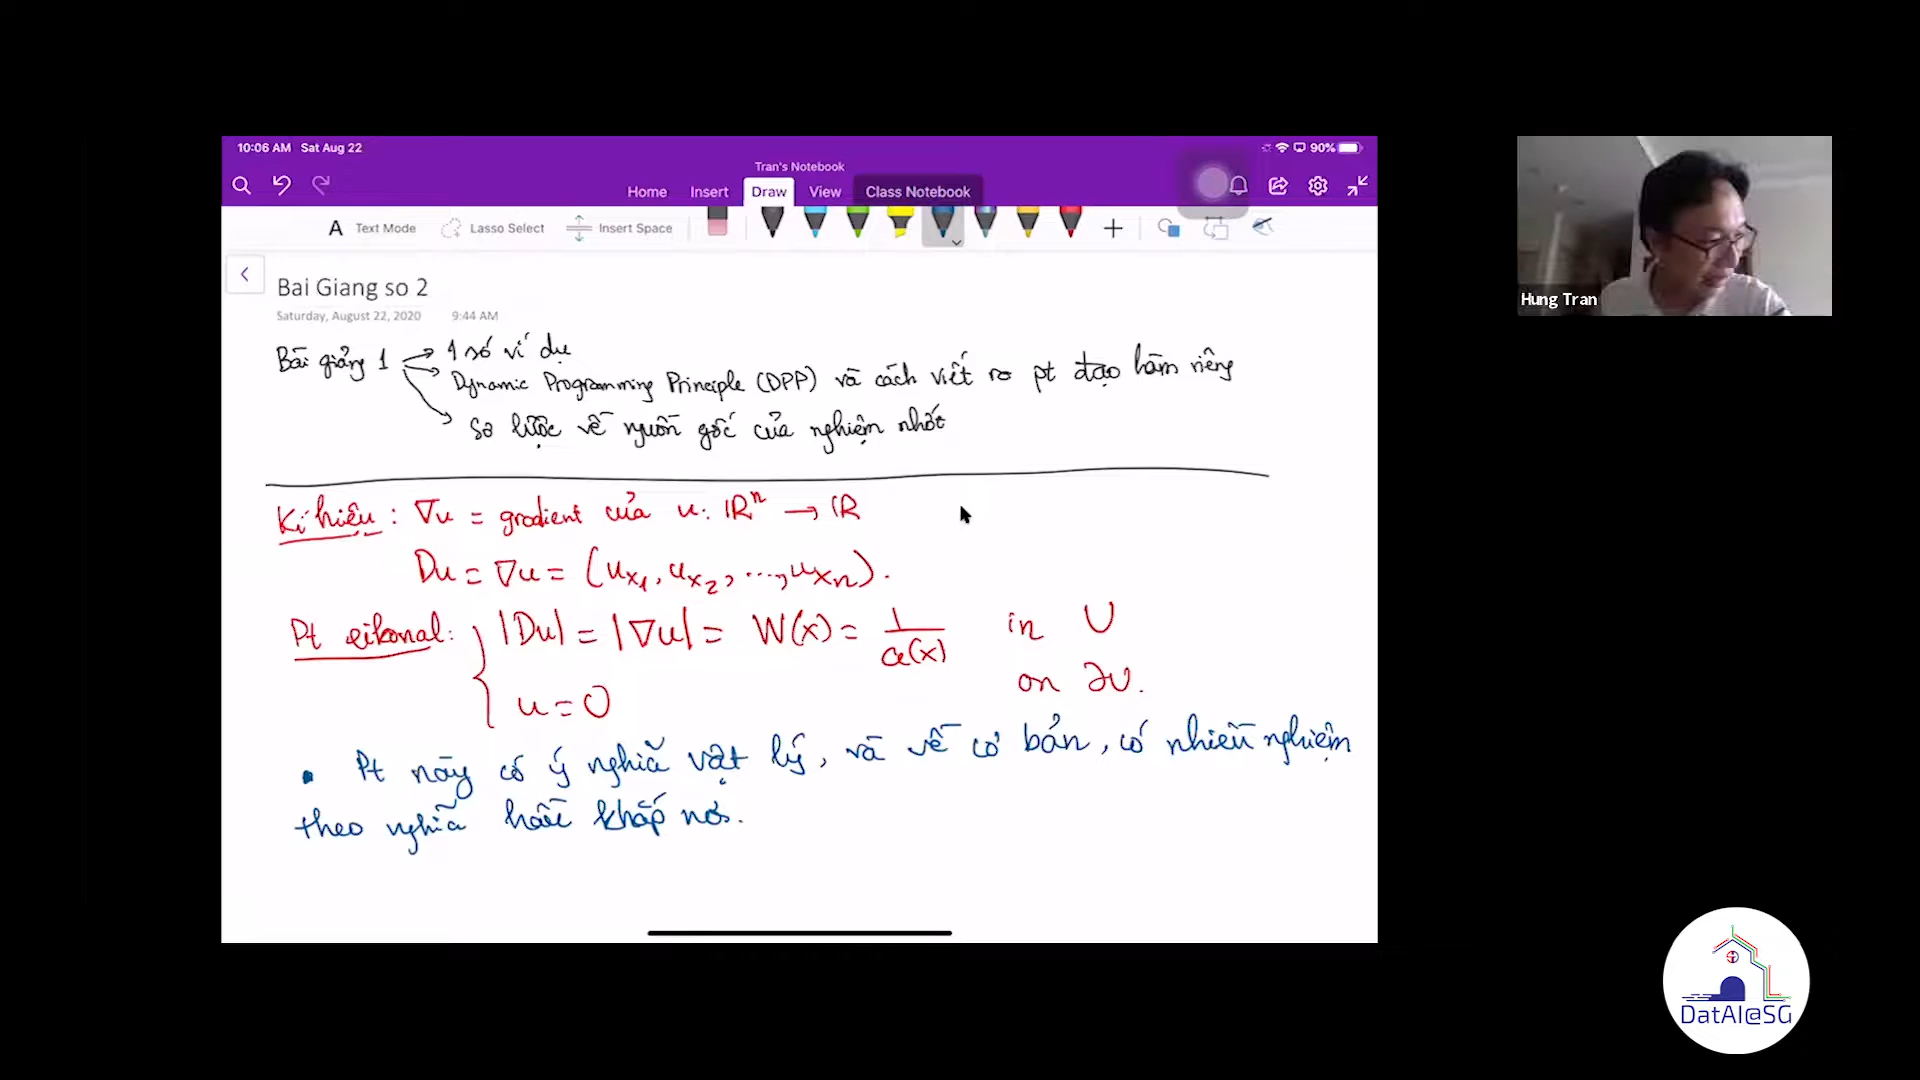 10:06 AM Sat Aug 22
90%
Tran's Notebook
Home Insert Draw View Class Notebook
A Text Mode Lasso Select Insert Space
Bai Giang so 2
Saturday, August 22, 2020 9:44 AM
Bài giảng 1 → 1 số ví dụ
→ Dynamic Programming Principle (DPP) và cách viết ra pt đạo hàm riêng
→ Sơ lược về nguồn gốc của nghiệm nhớt
Kí hiệu: ∇u = gradient của u: ℝⁿ → ℝ
Du = ∇u = (u_x₁, u_x₂, ..., u_xₙ).
Pt eikonal: { |Du| = |∇u| = W(x) = 1/a(x) in U
u = 0 on ∂U.
• Pt này có ý nghĩa vật lý, và về cơ bản, có nhiều nghiệm
theo nghĩa hầu khắp nơi.
Hung Tran
DatAI@SG